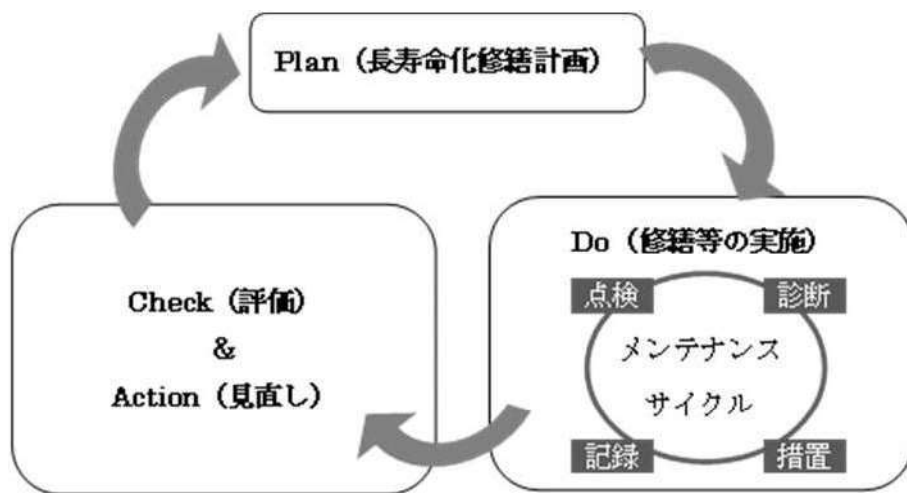 Plan（長寿命化修繕計画）
Do（修繕等の実施）
点検
診断
メンテナンス
サイクル
記録
措置
Check（評価）
&
Action（見直し）